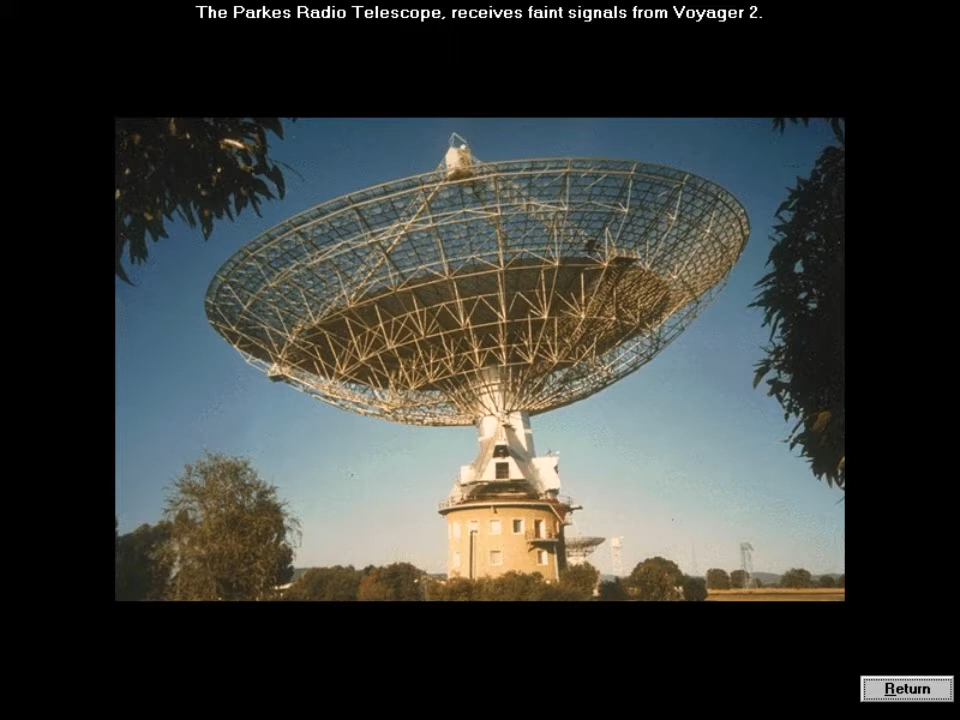 The Parkes Radio Telescope, receives faint signals from Voyager 2.
Return